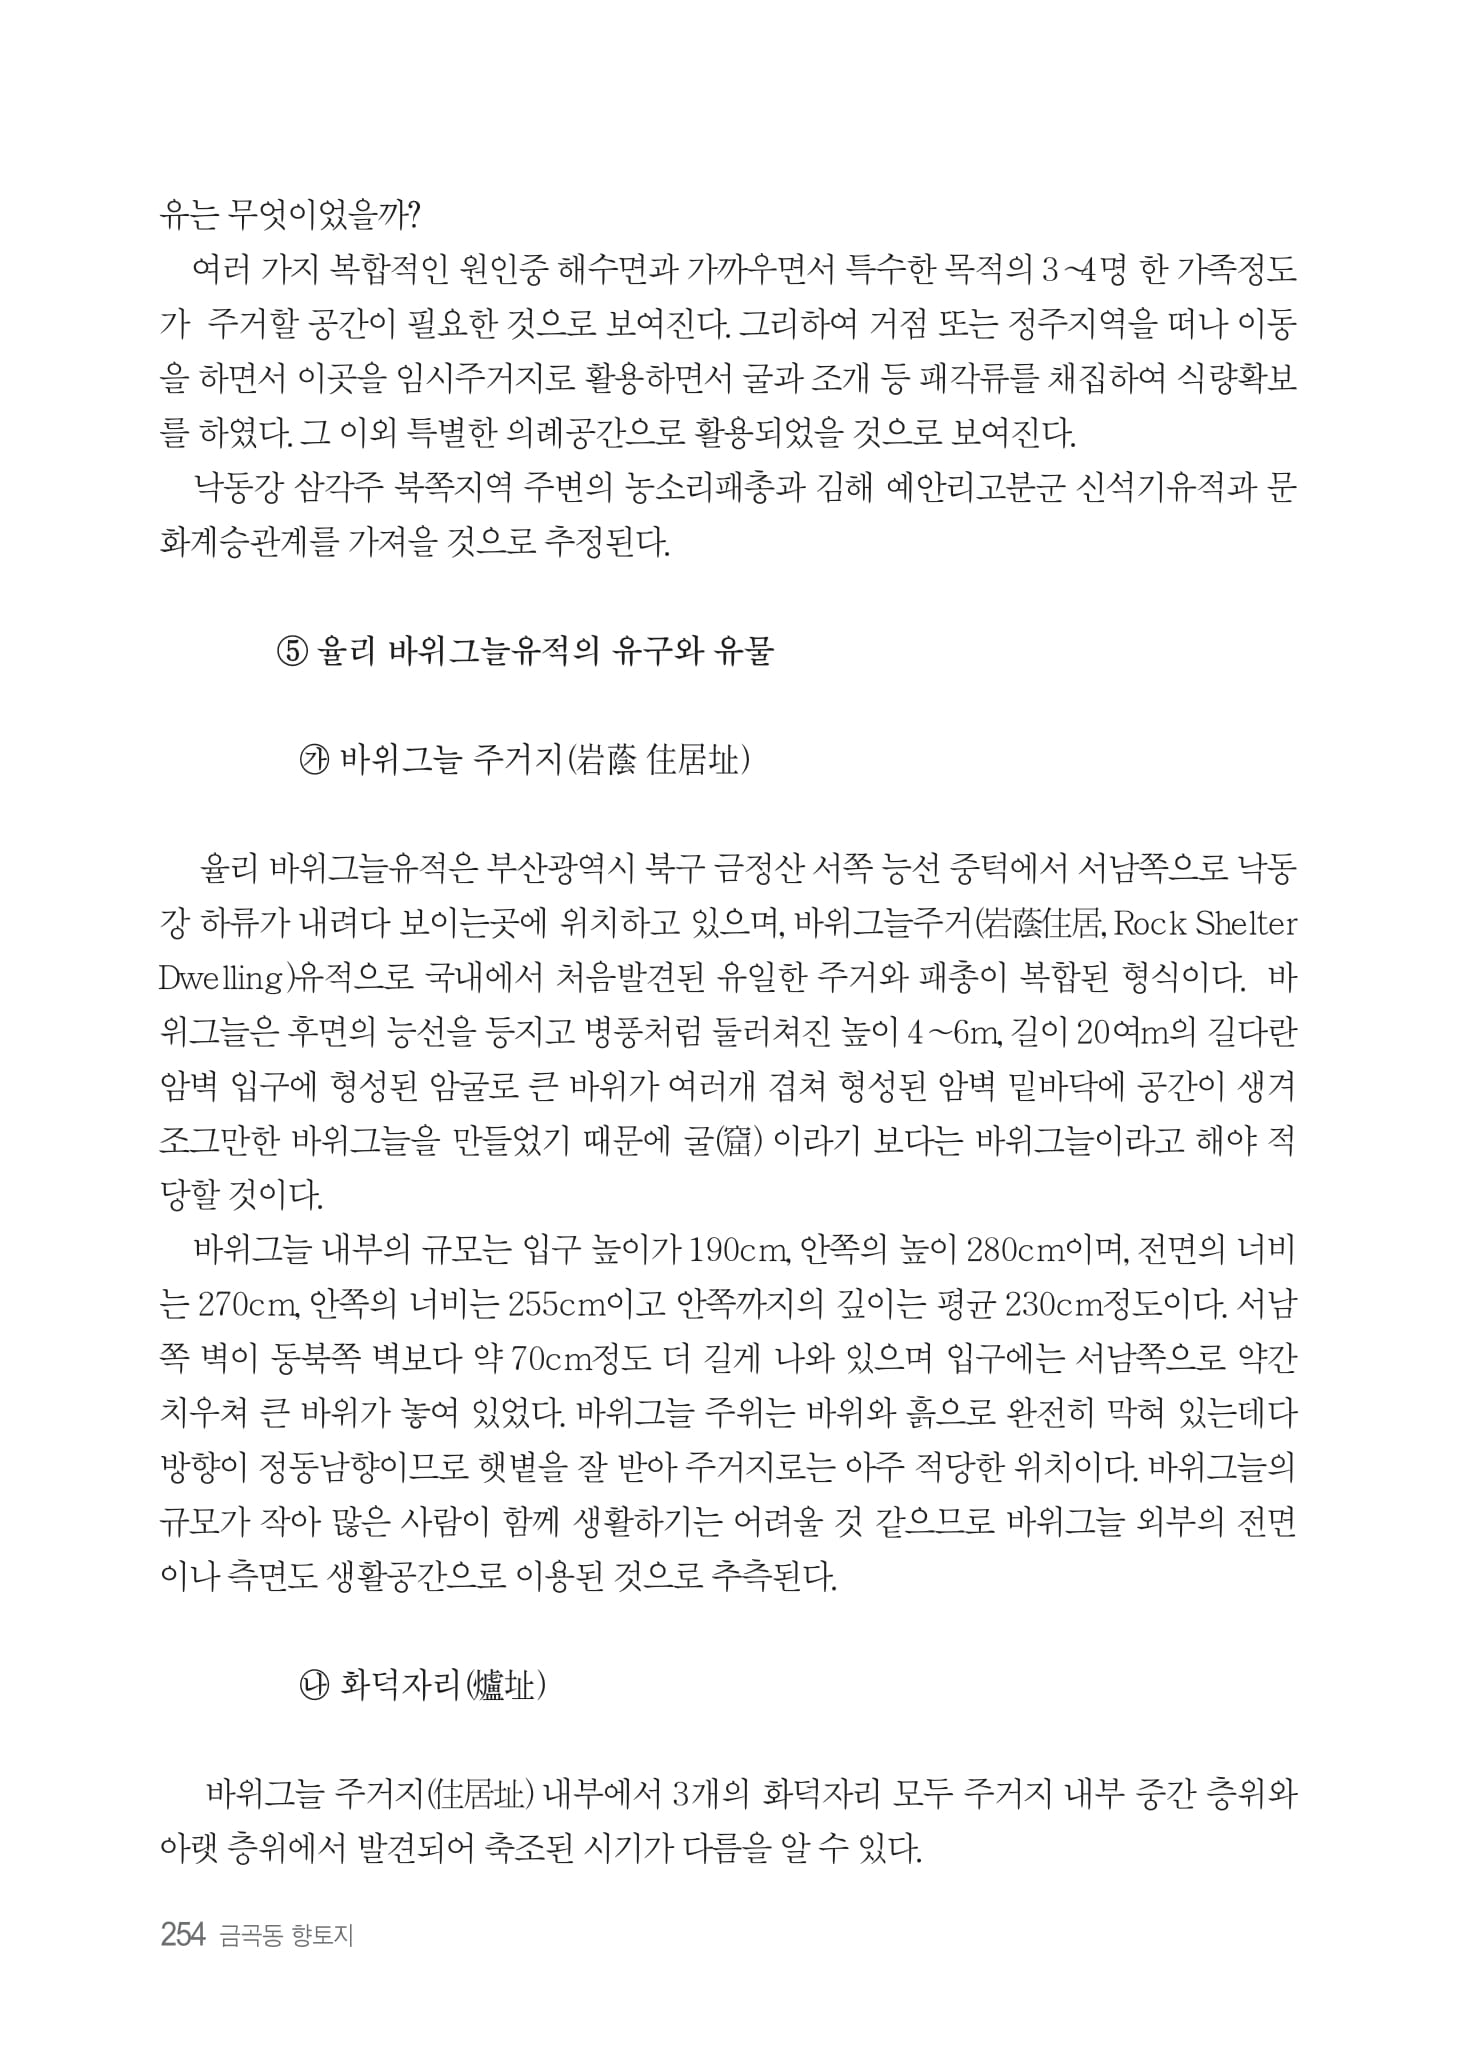 유는 무엇이었을까?
여러 가지 복합적인 원인중 해수면과 가까우면서 특수한 목적의 3~4명 한 가족정도
가 주거할 공간이 필요한 것으로 보여진다. 그리하여 거점 또는 정주지역을 떠나 이동
을 하면서 이곳을 임시주거지로 활용하면서 굴과 조개 등 패각류를 채집하여 식량확보
를 하였다. 그 이외 특별한 의례공간으로 활용되었을 것으로 보여진다.
낙동강 삼각주 북쪽지역 주변의 농소리패총과 김해 예안리고분군 신석기유적과 문
화계승관계를 가져을 것으로 추정된다.
⑤ 율리 바위그늘유적의 유구와 유물
㉮ 바위그늘 주거지(岩蔭 住居址)
율리 바위그늘유적은 부산광역시 북구 금정산 서쪽 능선 중턱에서 서남쪽으로 낙동
강 하류가 내려다 보이는곳에 위치하고 있으며, 바위그늘주거(岩蔭住居, Rock Shelter
Dwelling)유적으로 국내에서 처음발견된 유일한 주거와 패총이 복합된 형식이다. 바
위그늘은 후면의 능선을 등지고 병풍처럼 둘러쳐진 높이 4~6m, 길이 20여m의 길다란
암벽 입구에 형성된 암굴로 큰 바위가 여러개 겹쳐 형성된 암벽 밑바닥에 공간이 생겨
조그만한 바위그늘을 만들었기 때문에 굴(窟) 이라기 보다는 바위그늘이라고 해야 적
당할 것이다.
바위그늘 내부의 규모는 입구 높이가 190cm, 안쪽의 높이 280cm이며, 전면의 너비
는 270cm, 안쪽의 너비는 255cm이고 안쪽까지의 깊이는 평균 230cm정도이다. 서남
쪽 벽이 동북쪽 벽보다 약 70cm정도 더 길게 나와 있으며 입구에는 서남쪽으로 약간
치우쳐 큰 바위가 놓여 있었다. 바위그늘 주위는 바위와 흙으로 완전히 막혀 있는데다
방향이 정동남향이므로 햇볕을 잘 받아 주거지로는 아주 적당한 위치이다. 바위그늘의
규모가 작아 많은 사람이 함께 생활하기는 어려울 것 같으므로 바위그늘 외부의 전면
이나 측면도 생활공간으로 이용된 것으로 추측된다.
㉯ 화덕자리(爐址)
바위그늘 주거지(住居址) 내부에서 3개의 화덕자리 모두 주거지 내부 중간 층위와
아랫 층위에서 발견되어 축조된 시기가 다름을 알 수 있다.
254 금곡동 향토지